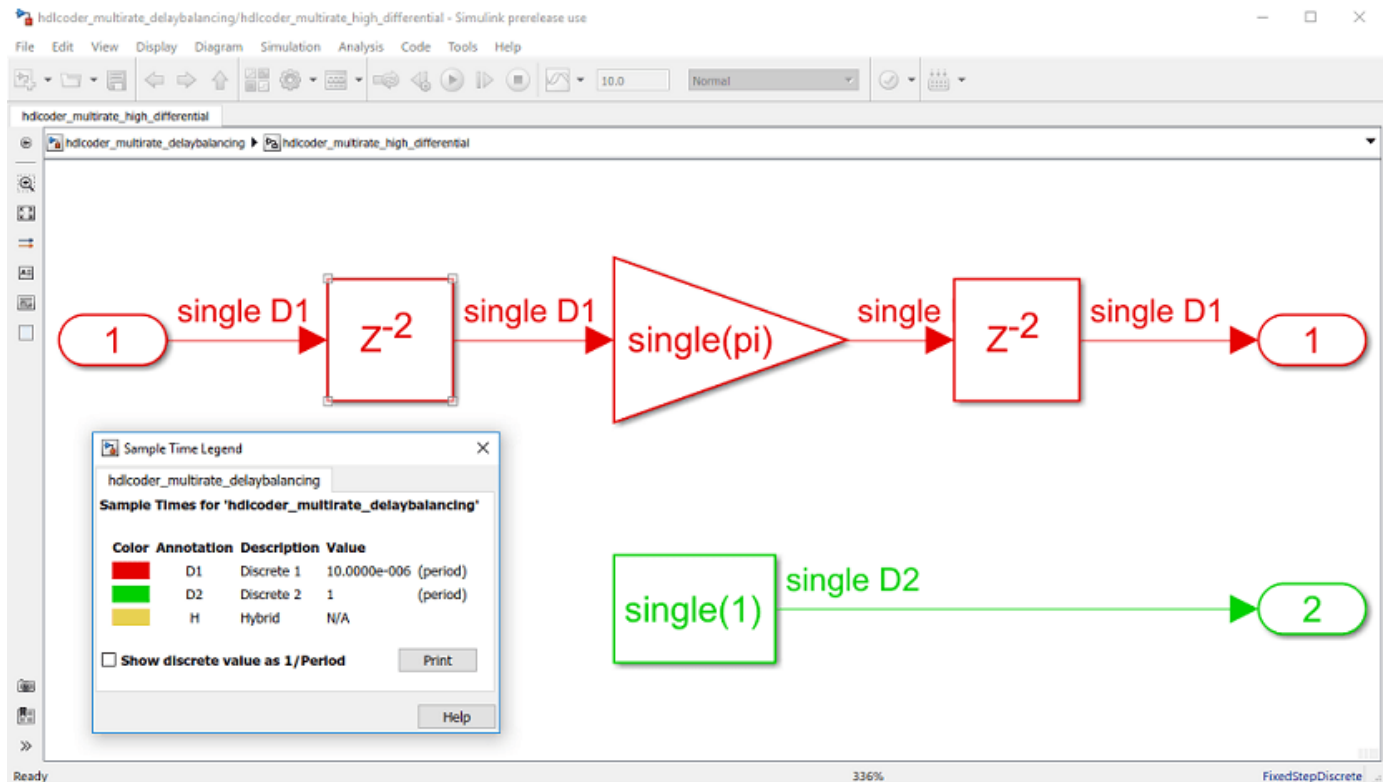 hdlcoder_multirate_delaybalancing/hdlcoder_multirate_high_differential - Simulink prerelease use
File Edit View Display Diagram Simulation Analysis Code Tools Help
10.0 Normal
hdlcoder_multirate_high_differential
hdlcoder_multirate_delaybalancing hdlcoder_multirate_high_differential
1 single D1 z-2 single D1 single(pi) single z-2 single D1 1
Sample Time Legend
hdlcoder_multirate_delaybalancing
Sample Times for 'hdlcoder_multirate_delaybalancing'
Color Annotation Description Value
D1 Discrete 1 10.0000e-006 (period)
D2 Discrete 2 1 (period)
H Hybrid N/A
Show discrete value as 1/Period Print
Help
single(1) single D2 2
Ready 336% FixedStepDiscrete